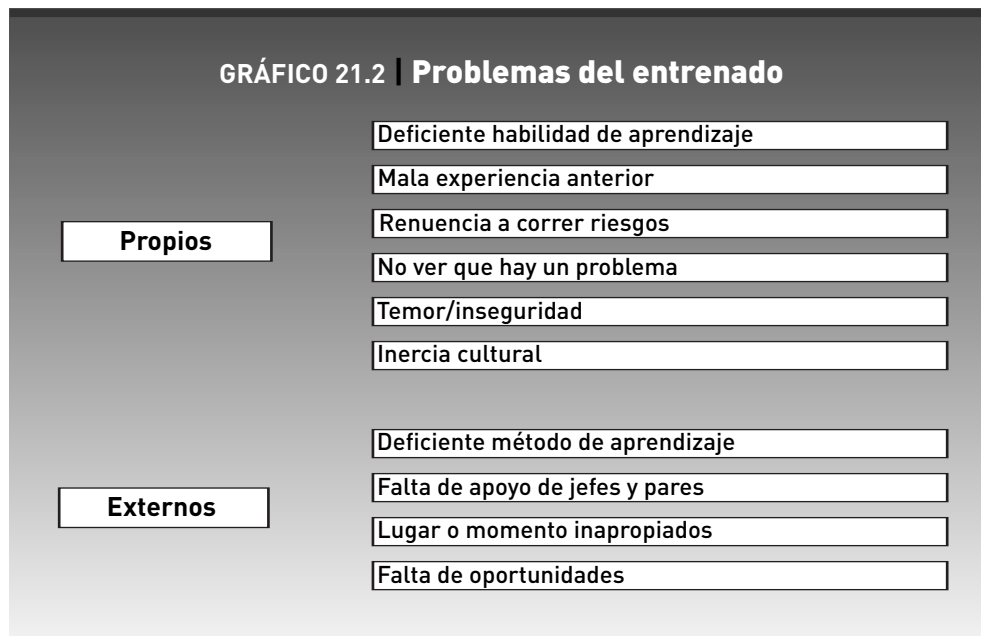 GRÁFICO 21.2 | Problemas del entrenado
Propios
Deficiente habilidad de aprendizaje
Mala experiencia anterior
Renuencia a correr riesgos
No ver que hay un problema
Temor/inseguridad
Inercia cultural
Externos
Deficiente método de aprendizaje
Falta de apoyo de jefes y pares
Lugar o momento inapropiados
Falta de oportunidades